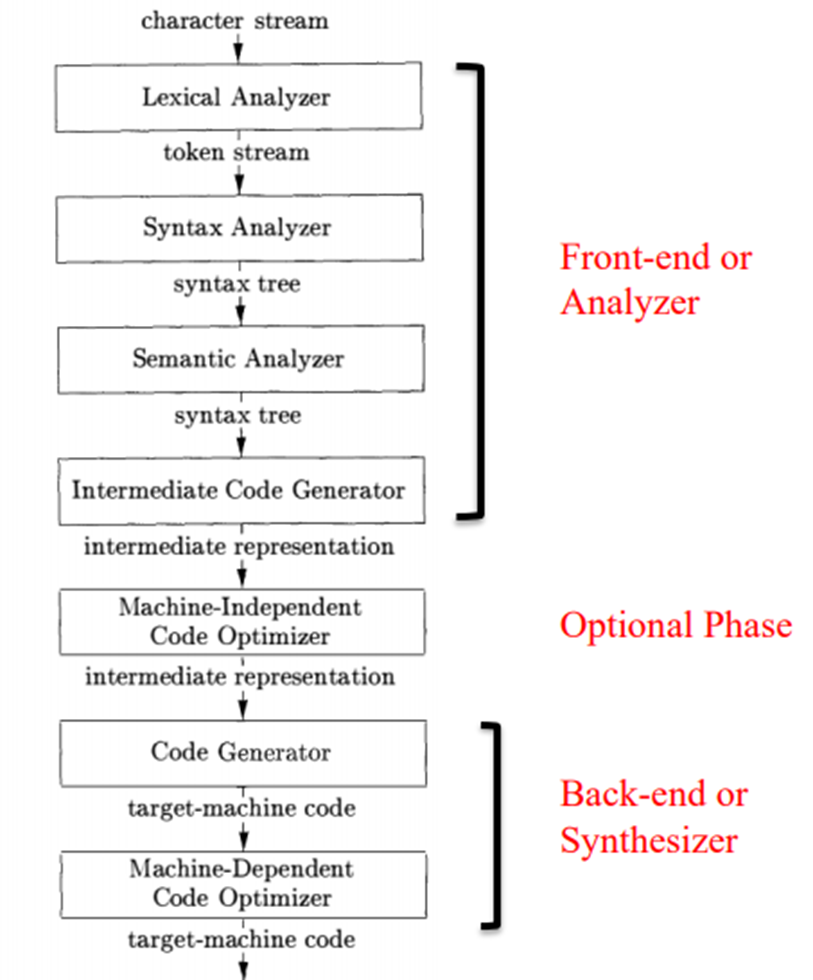 character stream
Lexical Analyzer
token stream
Syntax Analyzer
syntax tree
Semantic Analyzer
syntax tree
Intermediate Code Generator
intermediate representation
Machine-Independent
Code Optimizer
intermediate representation
Code Generator
target-machine code
Machine-Dependent
Code Optimizer
target-machine code
Front-end or
Analyzer
Optional Phase
Back-end or
Synthesizer